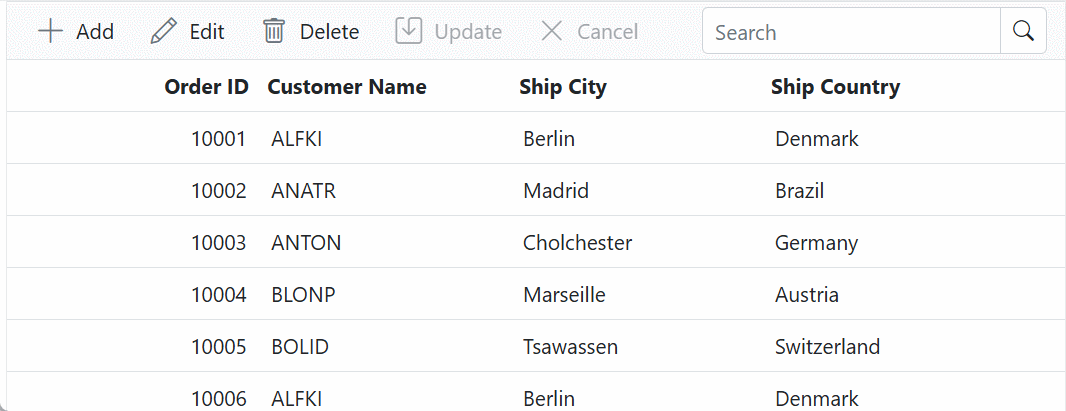 Add Edit Delete Update Cancel Search
Order ID Customer Name Ship City Ship Country
10001 ALFKI Berlin Denmark
10002 ANATR Madrid Brazil
10003 ANTON Cholchester Germany
10004 BLONP Marseille Austria
10005 BOLID Tsawassen Switzerland
10006 ALFKI Berlin Denmark